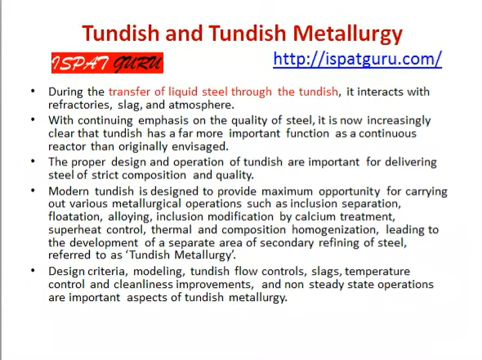 Tundish and Tundish Metallurgy
ISPAT GURU
http://ispatguru.com/
• During the transfer of liquid steel through the tundish, it interacts with
refractories, slag, and atmosphere.
• With continuing emphasis on the quality of steel, it is now increasingly
clear that tundish has a far more important function as a continuous
reactor than originally envisaged.
• The proper design and operation of tundish are important for delivering
steel of strict composition and quality.
• Modern tundish is designed to provide maximum opportunity for carrying
out various metallurgical operations such as inclusion separation,
floatation, alloying, inclusion modification by calcium treatment,
superheat control, thermal and composition homogenization, leading to
the development of a separate area of secondary refining of steel,
referred to as ‘Tundish Metallurgy’.
• Design criteria, modeling, tundish flow controls, slags, temperature
control and cleanliness improvements, and non steady state operations
are important aspects of tundish metallurgy.